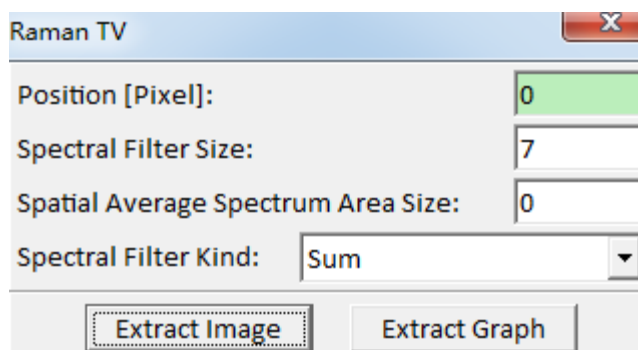 Raman TV
Position [Pixel]: 0
Spectral Filter Size: 7
Spatial Average Spectrum Area Size: 0
Spectral Filter Kind: Sum
Extract Image Extract Graph